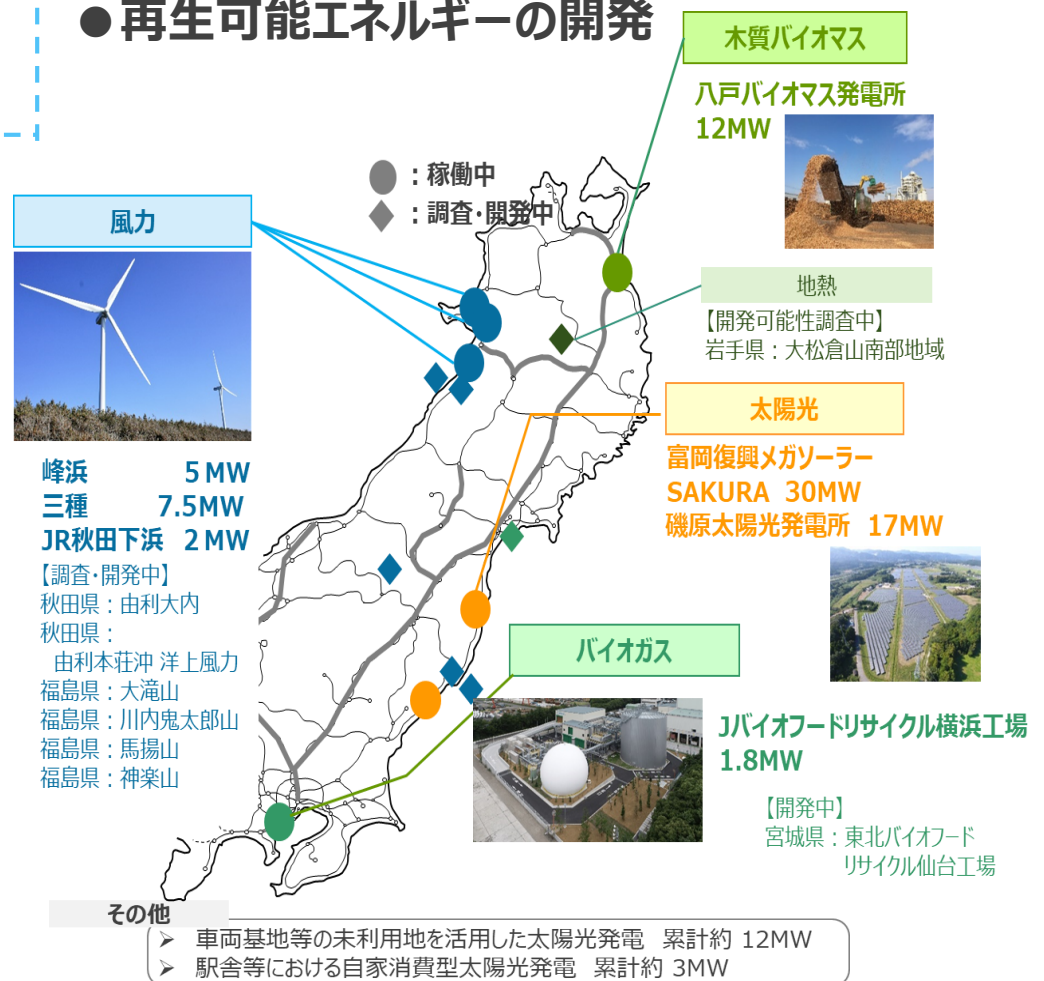 ●再生可能エネルギーの開発
木質バイオマス
八戸バイオマス発電所
12MW
：稼働中
：調査・開発中
風力
地熱
【開発可能性調査中】
岩手県：大松倉山南部地域
太陽光
富岡復興メガソーラー
SAKURA 30MW
磯原太陽光発電所 17MW
峰浜 5MW
三種 7.5MW
JR秋田下浜 2MW
【調査・開発中】
秋田県：由利大内
秋田県：
由利本荘沖 洋上風力
福島県：大滝山
福島県：川内鬼太郎山
福島県：馬揚山
福島県：神楽山
バイオガス
Jバイオフードリサイクル横浜工場
1.8MW
【開発中】
宮城県：東北バイオフード
リサイクル仙台工場
その他
➢ 車両基地等の未利用地を活用した太陽光発電 累計約 12MW
➢ 駅舎等における自家消費型太陽光発電 累計約 3MW